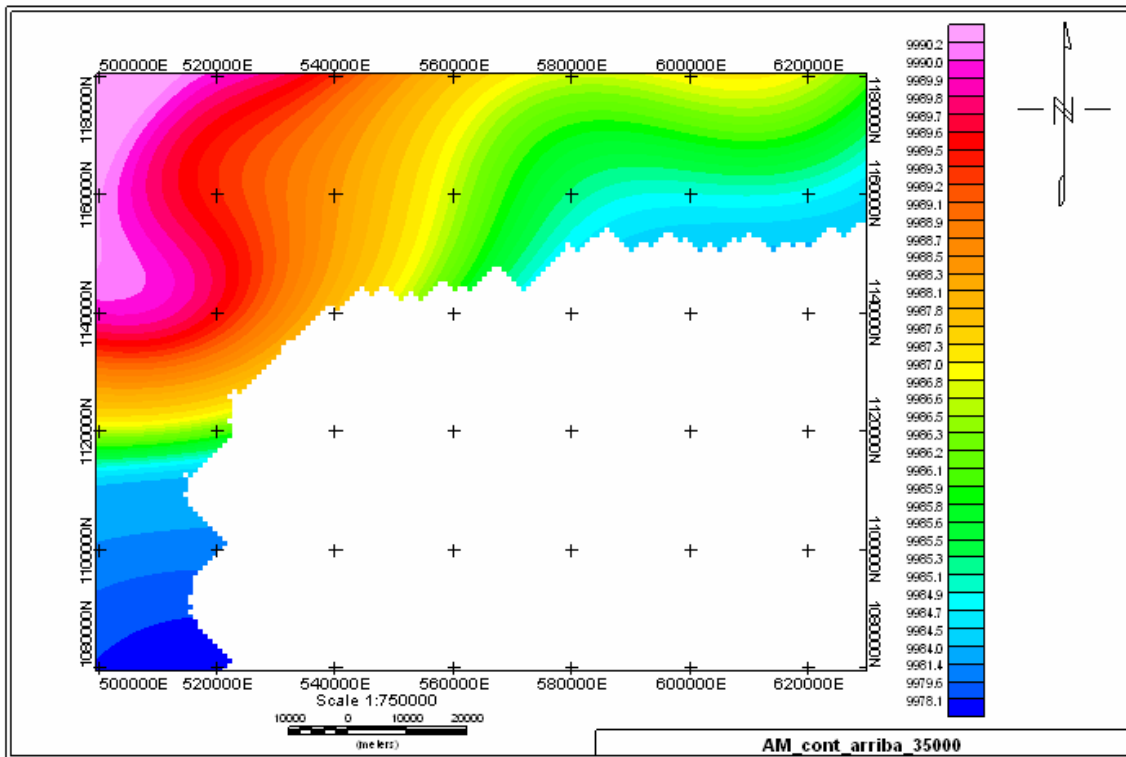 500000E 520000E 540000E 560000E 580000E 600000E 620000E
1180000N
1160000N
1140000N
1120000N
1100000N
1080000N
1180000N
1160000N
1140000N
1120000N
1100000N
1080000N
500000E 520000E 540000E 560000E 580000E 600000E 620000E
Scale 1:750000
10000 0 10000 20000
(meters)
9990.2
9990.0
9989.9
9989.8
9989.7
9989.6
9989.5
9989.3
9989.2
9989.1
9988.9
9988.7
9988.5
9988.3
9988.1
9987.8
9987.6
9987.3
9987.0
9986.8
9986.6
9986.5
9986.3
9986.2
9986.1
9985.9
9985.8
9985.6
9985.5
9985.3
9985.1
9984.9
9984.7
9984.5
9984.0
9981.4
9979.6
9978.1
N
AM_cont_arriba_35000